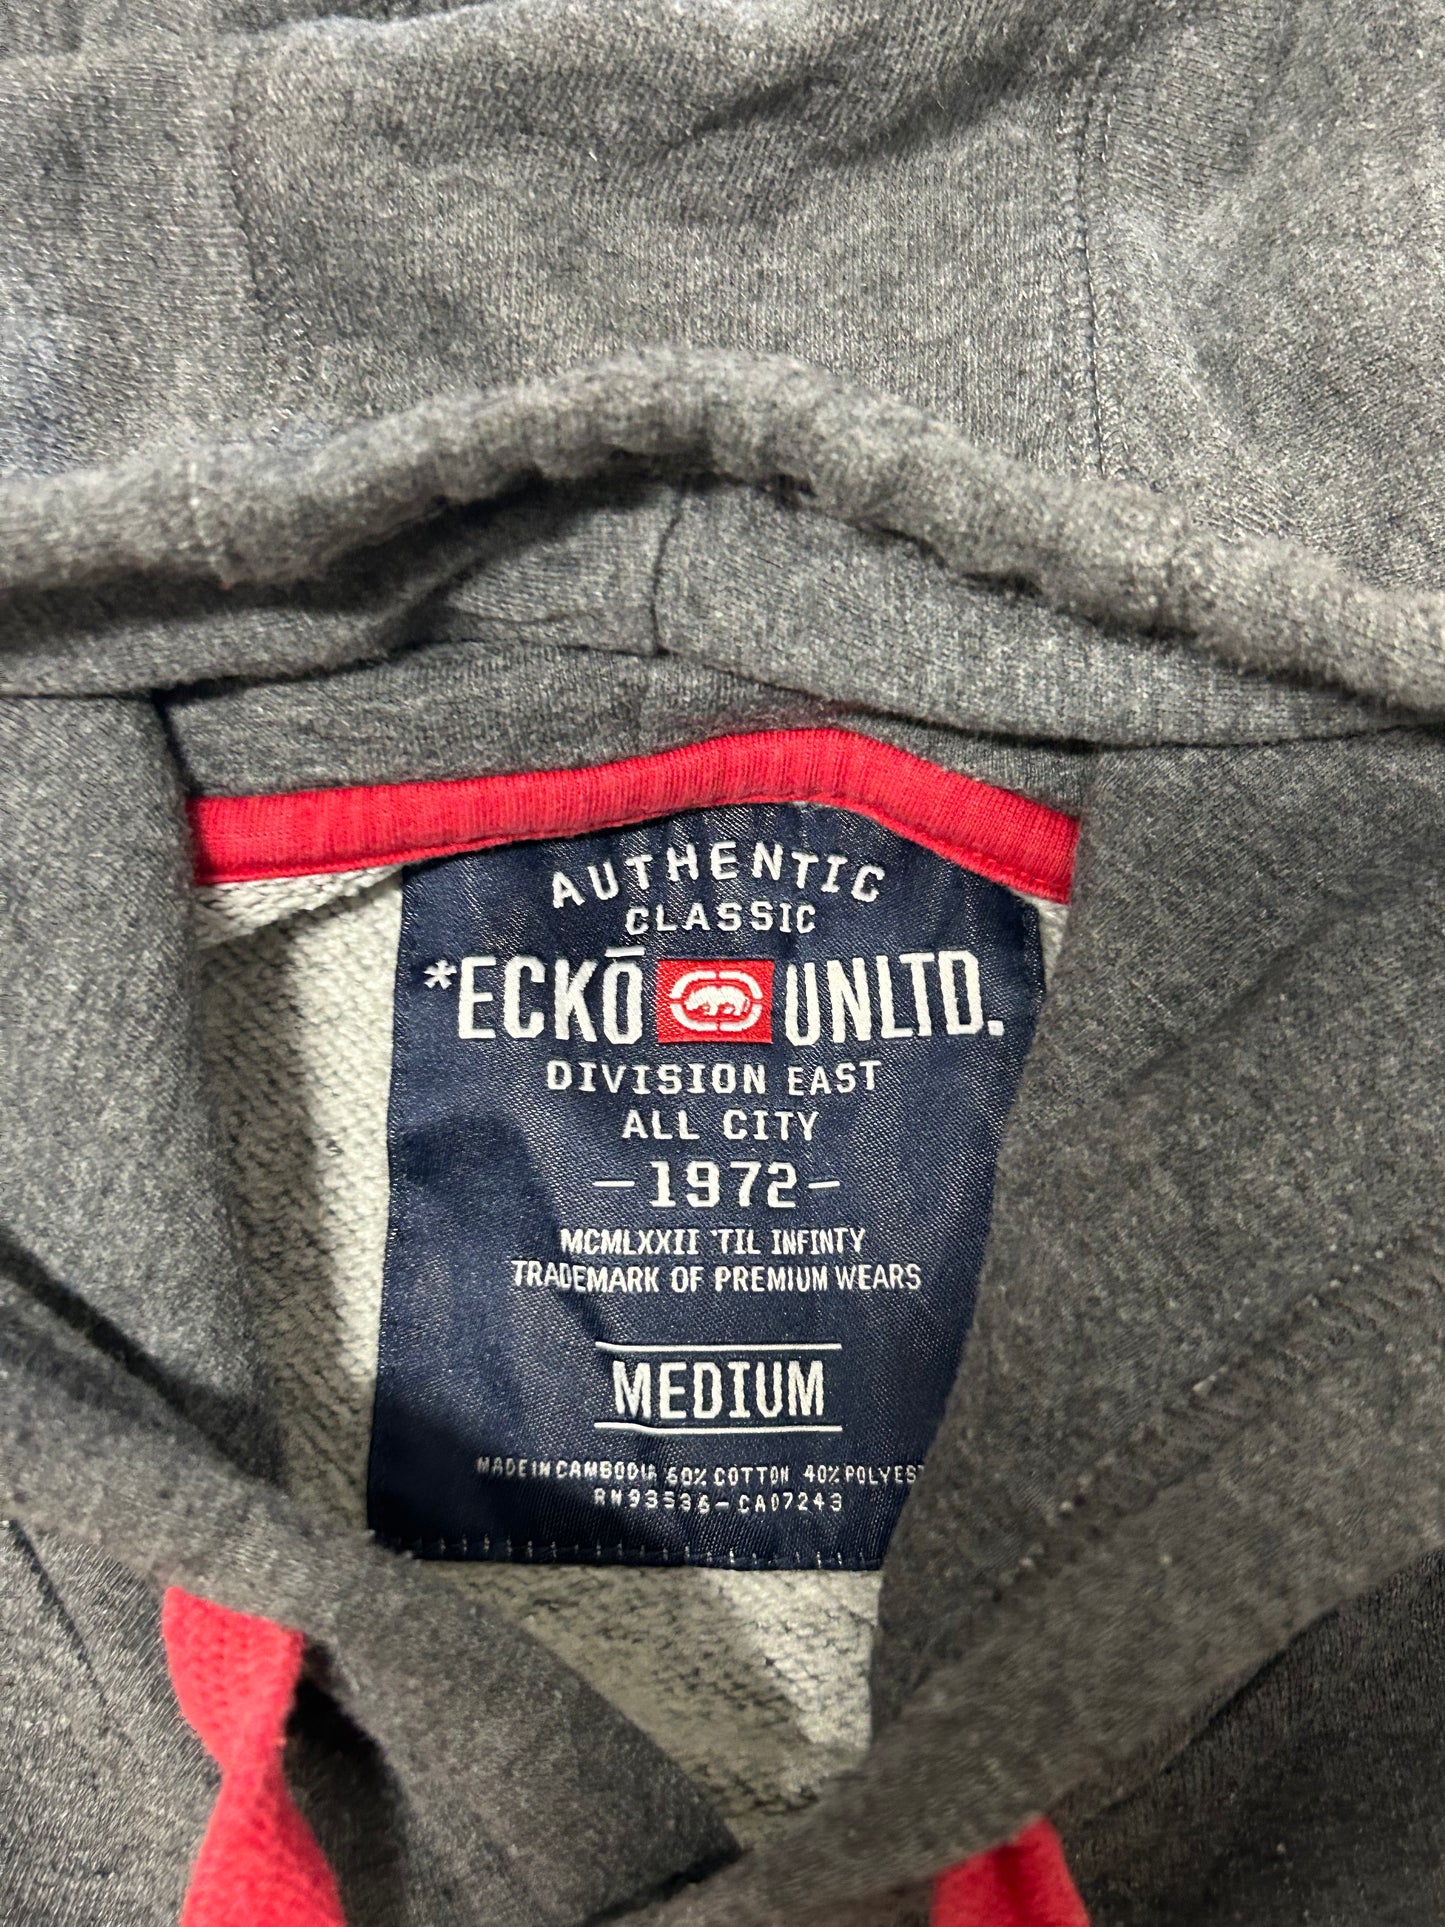 AUTHENTIC
CLASSIC
*ECKŌ UNLTD.
DIVISION EAST
ALL CITY
-1972-
MCMLXXII 'TIL INFINTY
TRADEMARK OF PREMIUM WEARS
MEDIUM
MADE IN CAMBODIA 60% COTTON 40% POLYEST
RN93536-CA07243